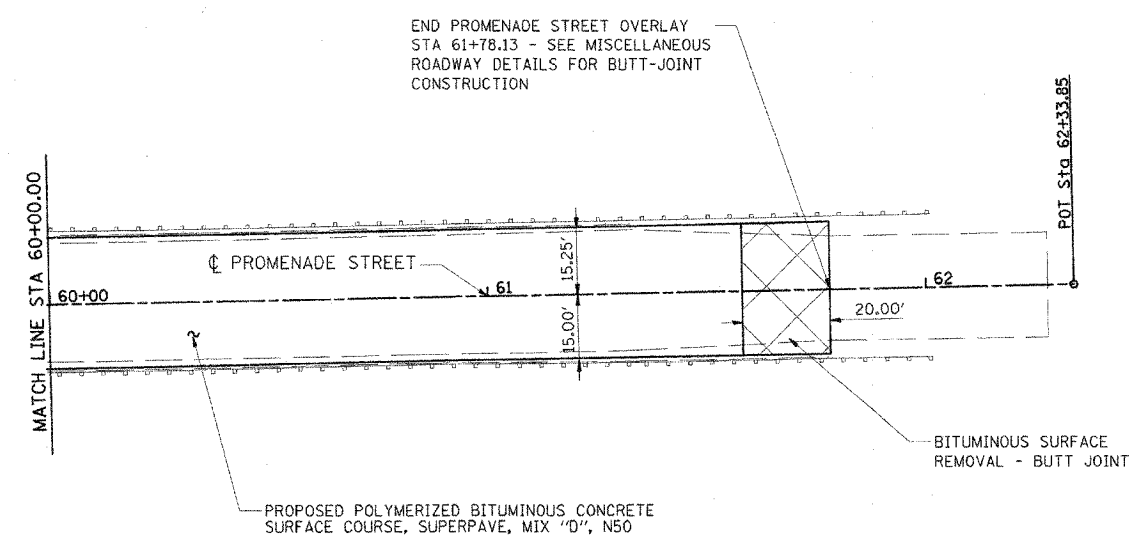 END PROMENADE STREET OVERLAY
STA 61+78.13 - SEE MISCELLANEOUS
ROADWAY DETAILS FOR BUTT-JOINT
CONSTRUCTION
POT Sta 62+33.85
MATCH LINE STA 60+00.00
℄ PROMENADE STREET
15.25'
60+00
61
62
15.00'
20.00'
BITUMINOUS SURFACE
REMOVAL - BUTT JOINT
PROPOSED POLYMERIZED BITUMINOUS CONCRETE
SURFACE COURSE, SUPERPAVE, MIX "D", N50